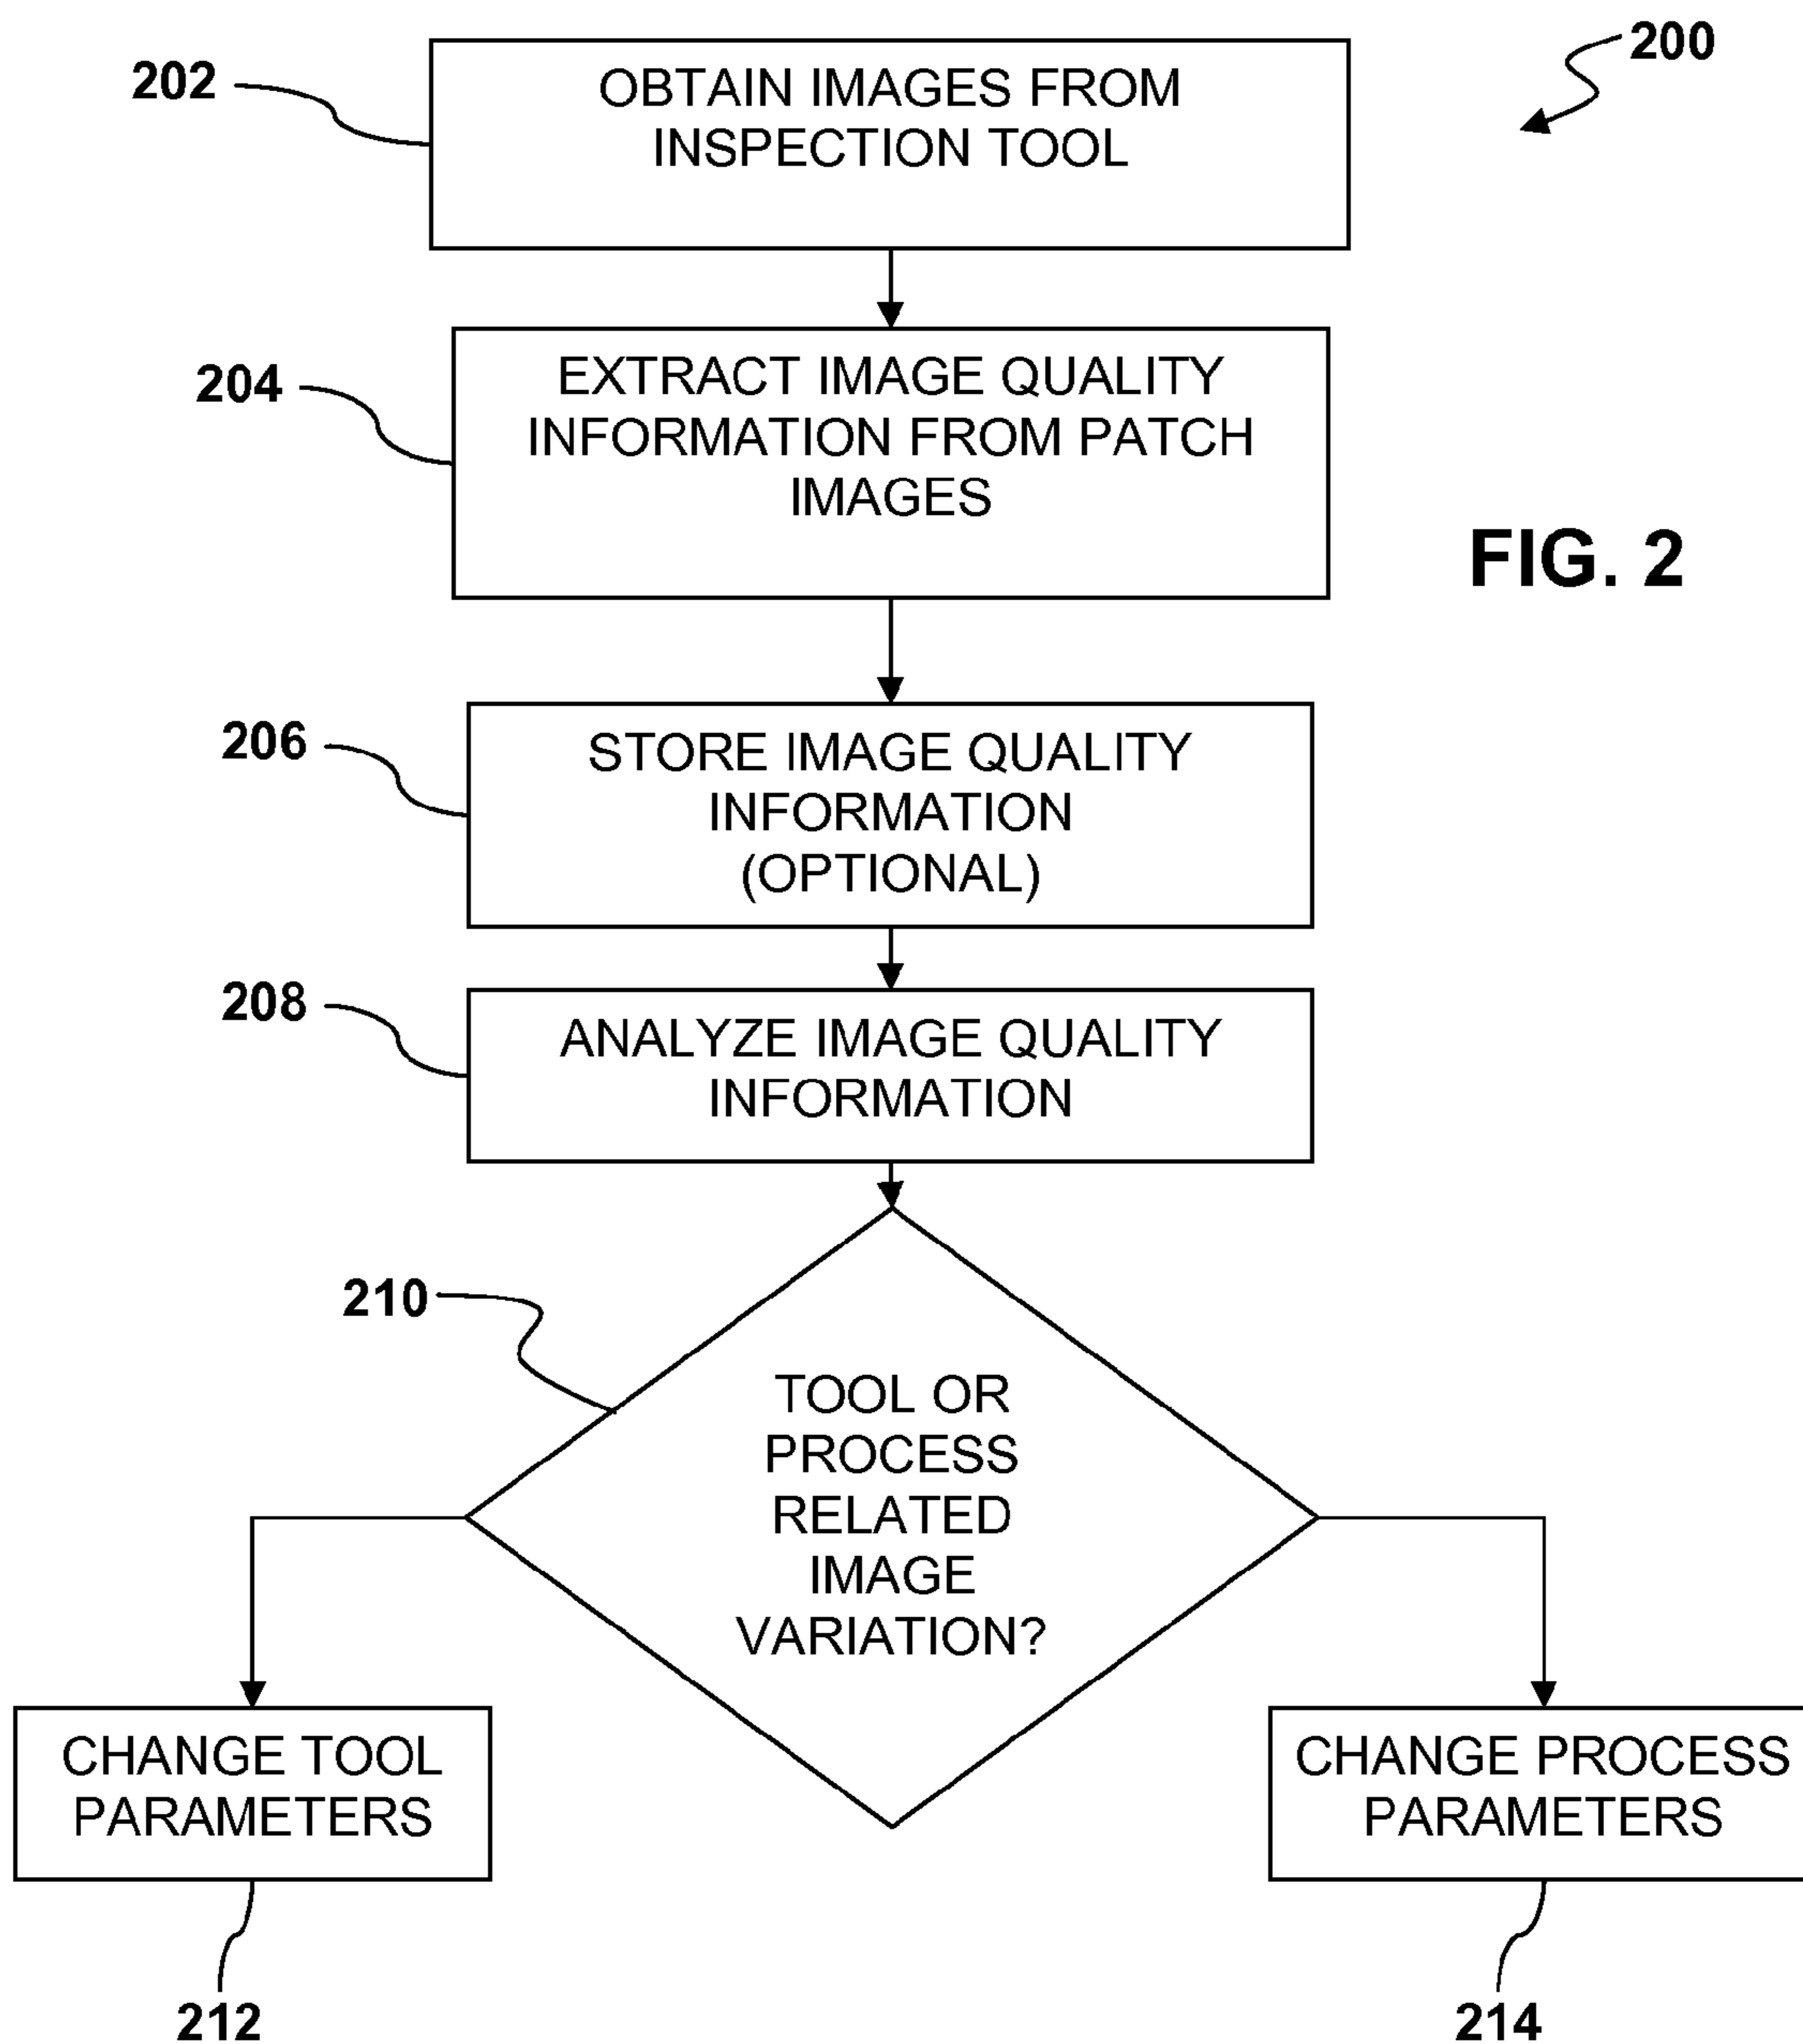 200
202
OBTAIN IMAGES FROM
INSPECTION TOOL
204
EXTRACT IMAGE QUALITY
INFORMATION FROM PATCH
IMAGES
FIG. 2
206
STORE IMAGE QUALITY
INFORMATION
(OPTIONAL)
208
ANALYZE IMAGE QUALITY
INFORMATION
210
TOOL OR
PROCESS
RELATED
IMAGE
VARIATION?
CHANGE TOOL
PARAMETERS
CHANGE PROCESS
PARAMETERS
212
214